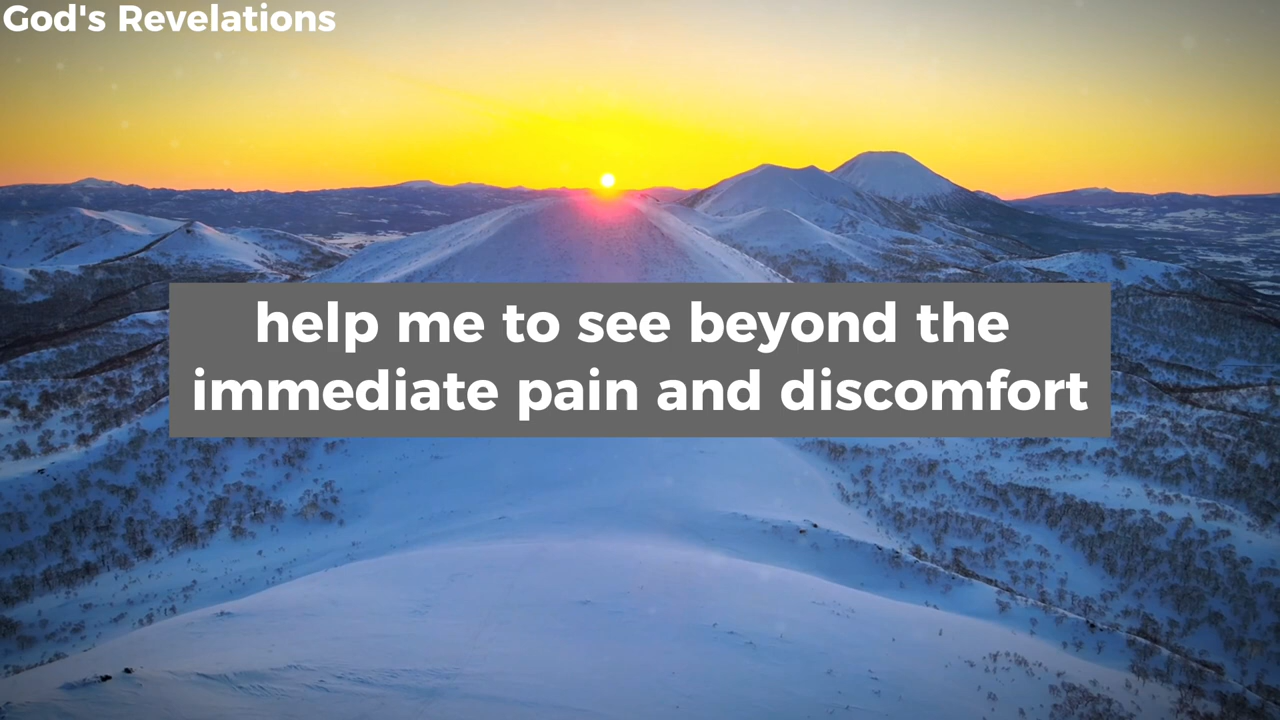 God's Revelations
help me to see beyond the
immediate pain and discomfort